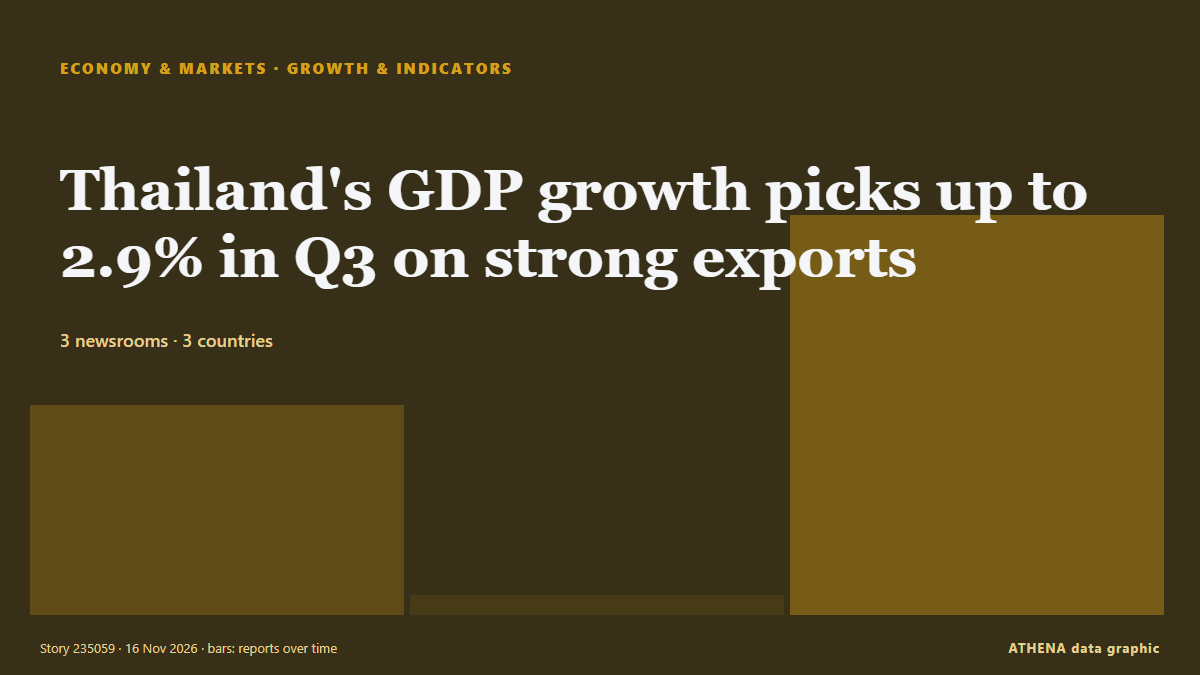 ECONOMY & MARKETS · GROWTH & INDICATORS
Thailand's GDP growth picks up to
2.9% in Q3 on strong exports
3 newsrooms · 3 countries
Story 235059 · 16 Nov 2026 · bars: reports over time
ATHENA data graphic